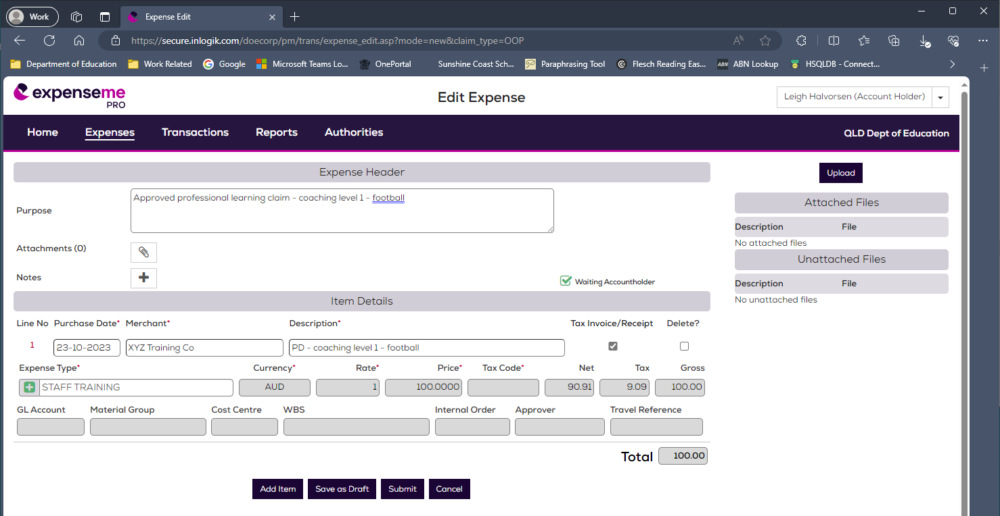 Work
Expense Edit
https://secure.inlogik.com/doecorp/pm/trans/expense_edit.asp?mode=new&claim_type=OOP
Department of Education Work Related Google Microsoft Teams Lo... OnePortal Sunshine Coast Sch... Paraphrasing Tool Flesch Reading Eas... ABN ABN Lookup HSQLDB - Connect...
expenseme
PRO
Edit Expense
Leigh Halvorsen (Account Holder)
Home Expenses Transactions Reports Authorities QLD Dept of Education
Expense Header
Purpose
Approved professional learning claim - coaching level 1 - football
Attachments (0)
Notes
Waiting Accountholder
Item Details
Line No Purchase Date* Merchant* Description* Tax Invoice/Receipt Delete?
1 23-10-2023 XYZ Training Co PD - coaching level 1 - football
Expense Type* Currency* Rate* Price* Tax Code* Net Tax Gross
STAFF TRAINING AUD 1 100.0000 90.91 9.09 100.00
GL Account Material Group Cost Centre WBS Internal Order Approver Travel Reference
Total 100.00
Add Item Save as Draft Submit Cancel
Upload
Attached Files
Description File
No attached files
Unattached Files
Description File
No unattached files